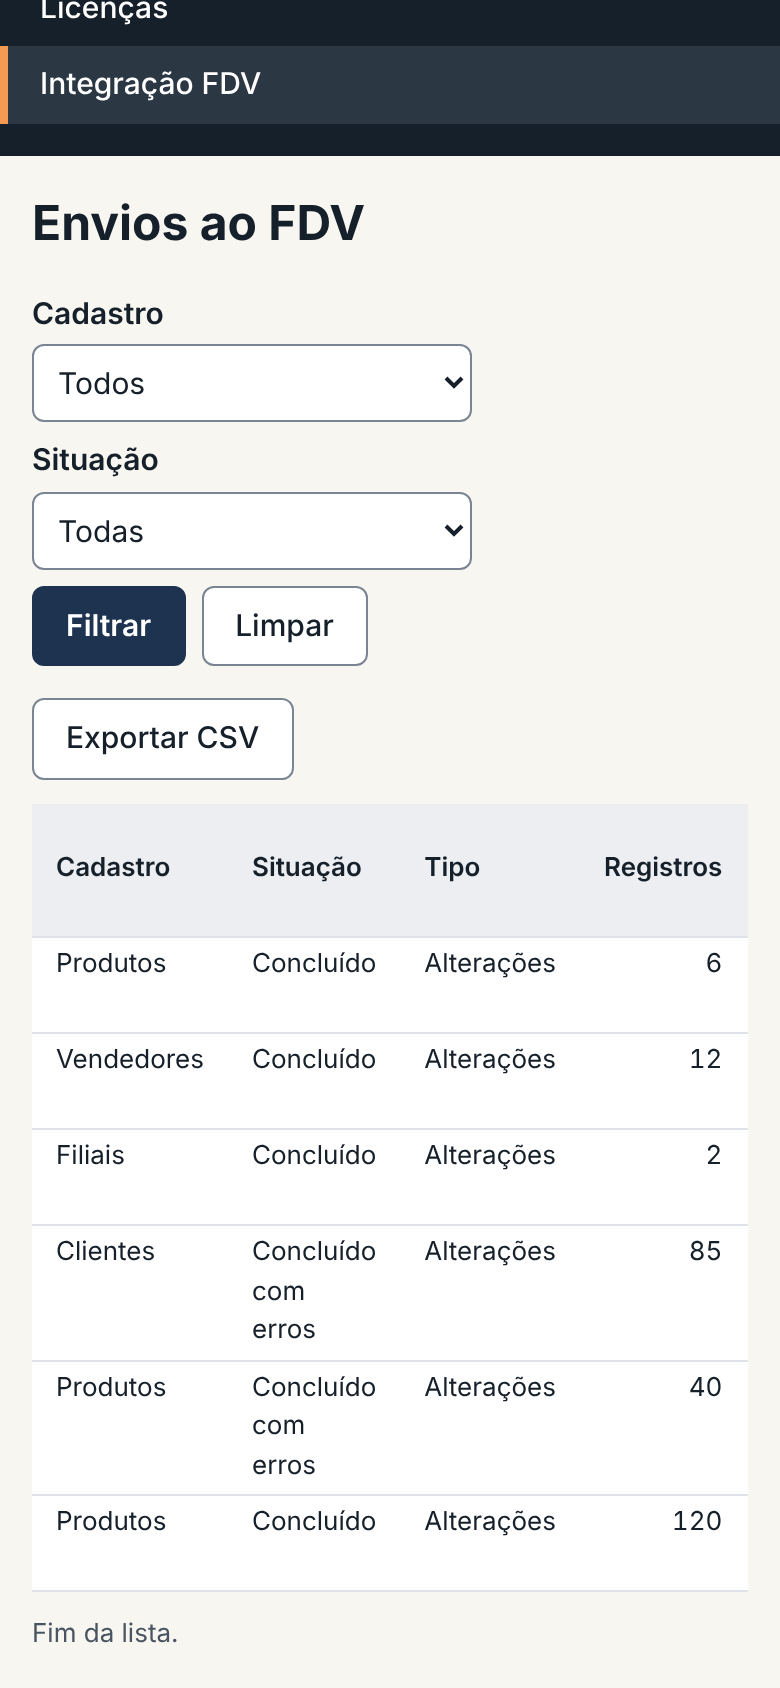 Licenças
Integração FDV
Envios ao FDV
Cadastro
Todos
Situação
Todas
Filtrar Limpar
Exportar CSV
Cadastro Situação Tipo Registros
Produtos Concluído Alterações 6
Vendedores Concluído Alterações 12
Filiais Concluído Alterações 2
Clientes Concluído Alterações 85
com
erros
Produtos Concluído Alterações 40
com
erros
Produtos Concluído Alterações 120
Fim da lista.